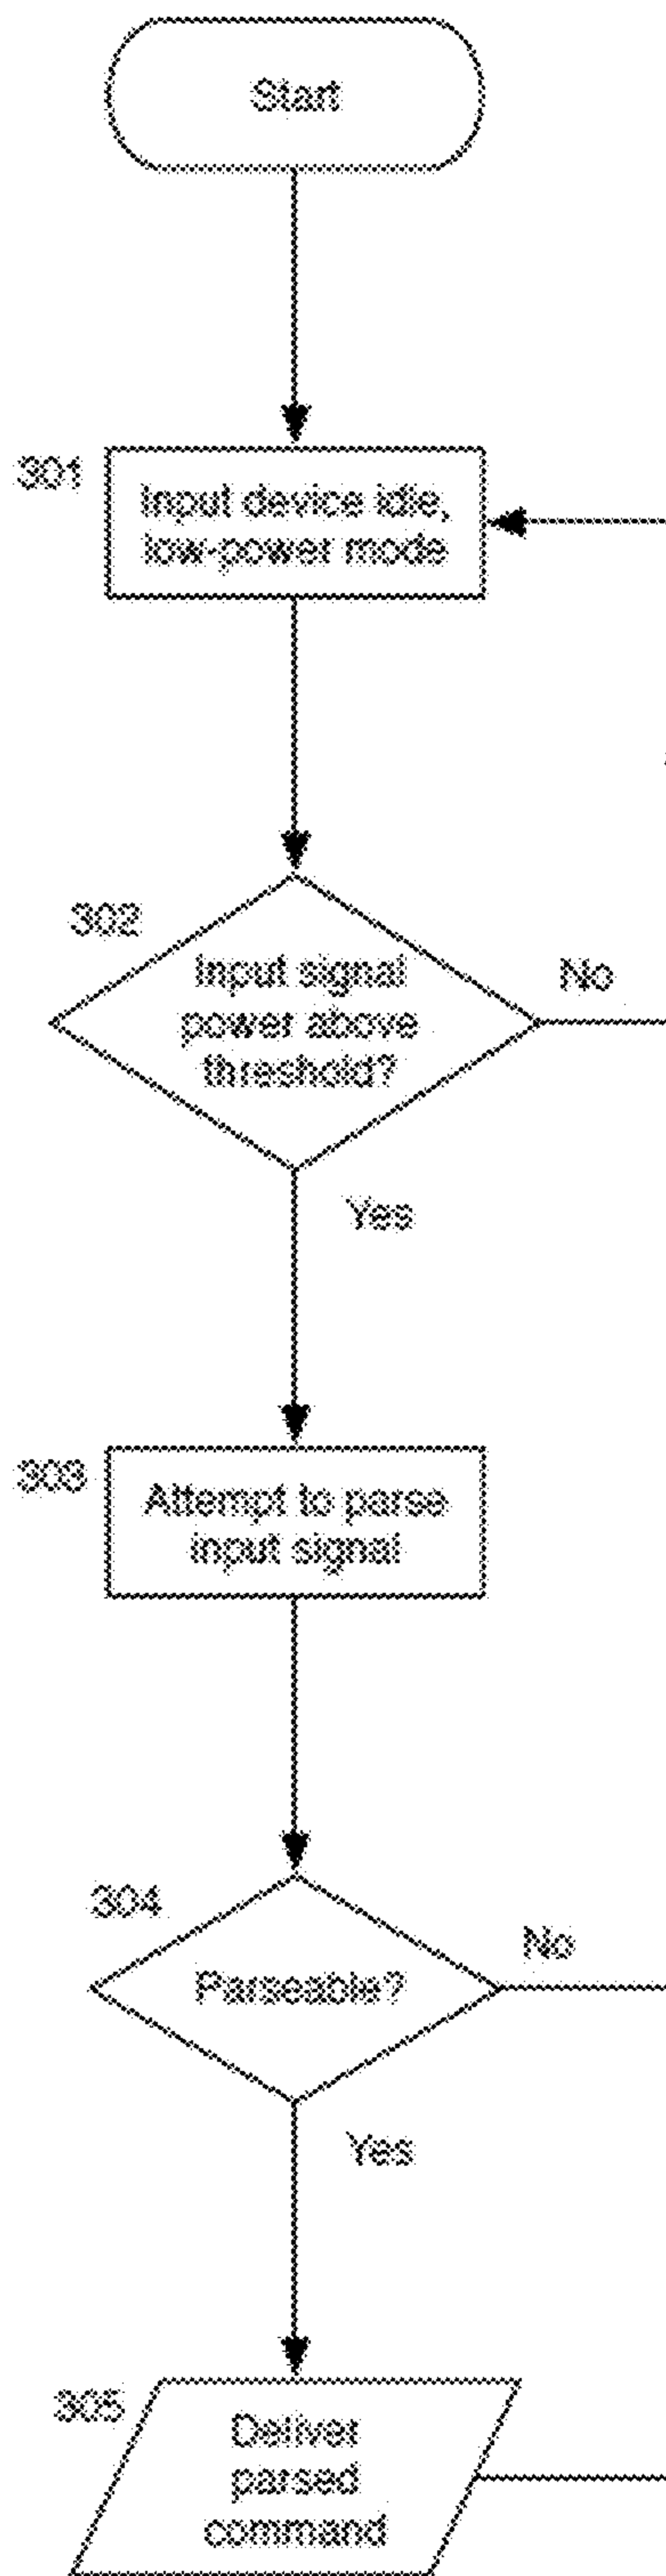 Start
301
Input device idle,
low-power mode
302
Input signal
power above
threshold?
No
Yes
303
Attempt to parse
input signal
304
Parseable?
No
Yes
305
Deliver
parsed
command